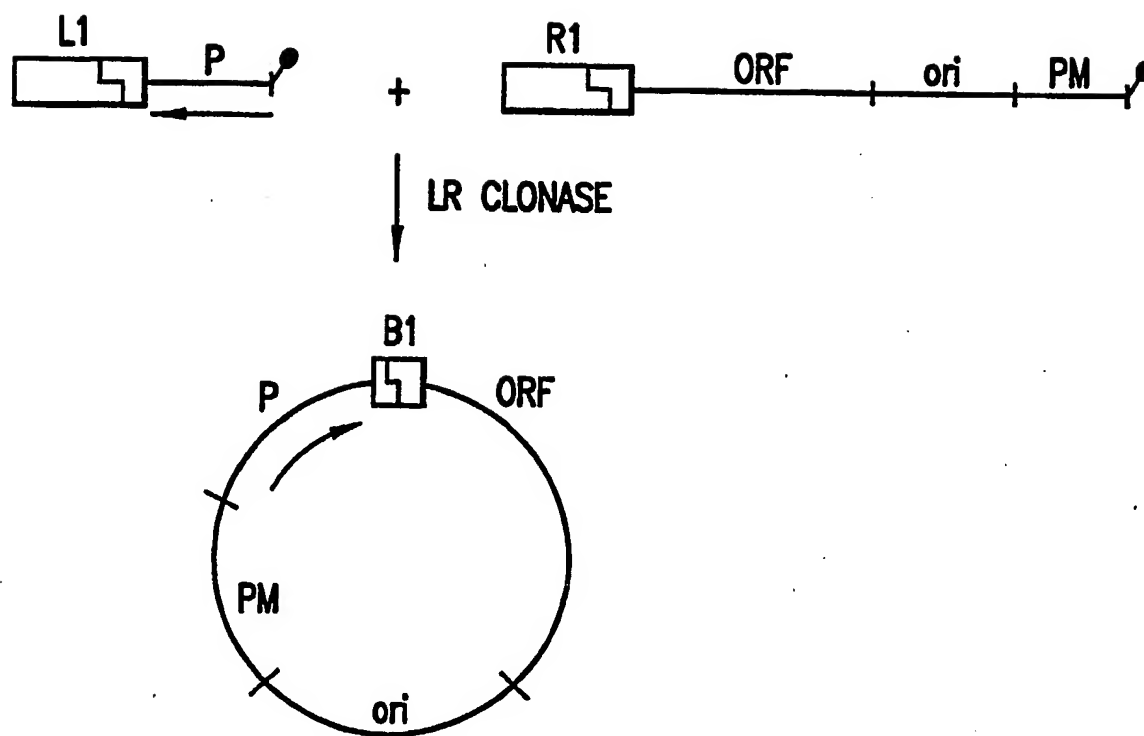 L1 P + R1 ORF ori PM
LR CLONASE
B1
P ORF
PM
ori